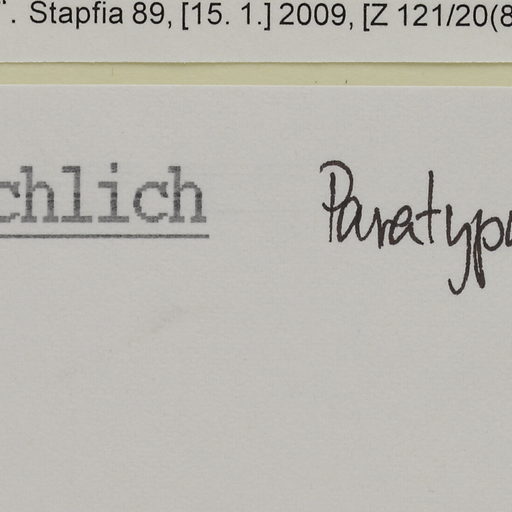 ". Stapfia 89, [15. 1.] 2009, [Z 121/20(8
chlich Paratyp